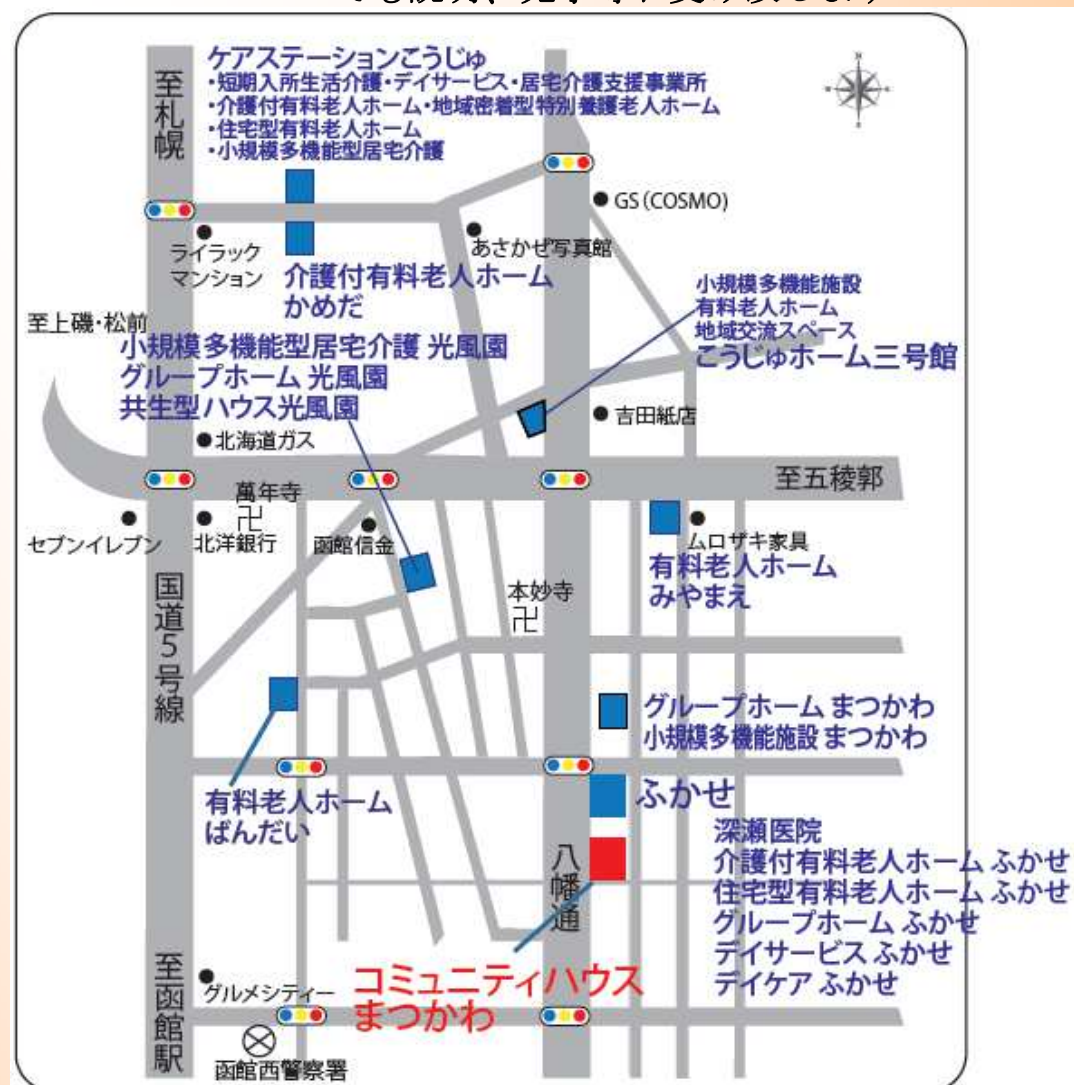 ケアステーションこうじゅ
・短期入所生活介護・デイサービス・居宅介護支援事業所
・介護付有料老人ホーム・地域密着型特別養護老人ホーム
・住宅型有料老人ホーム
・小規模多機能型居宅介護
至札幌
GS（COSMO)
ライラック
マンション
あさかぜ写真館
介護付有料老人ホーム
かめだ
小規模多機能施設
有料老人ホーム
地域交流スペース
こうじゅホーム三号館
至上磯・松前
小規模多機能型居宅介護 光風園
グループホーム 光風園
共生型ハウス光風園
吉田紙店
北海道ガス
至五稜郭
萬年寺
卍
セブンイレブン
北洋銀行
函館信金
ムロザキ家具
有料老人ホーム
みやまえ
本妙寺
卍
国道5号線
グループホーム まつかわ
小規模多機能施設 まつかわ
有料老人ホーム
ばんだい
ふかせ
深瀬医院
介護付有料老人ホーム ふかせ
住宅型有料老人ホーム ふかせ
グループホーム ふかせ
デイサービス ふかせ
デイケア ふかせ
八幡通
コミュニティハウス
まつかわ
至函館駅
グルメシティー
函館西警察署